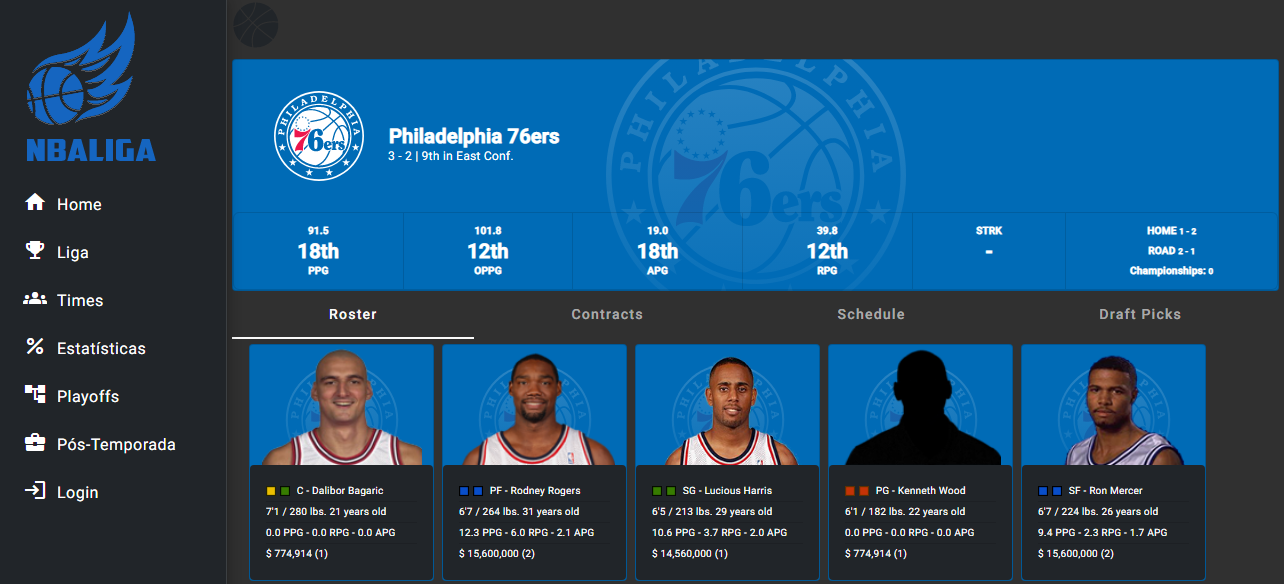 NBALIGA
Home
Liga
Times
Estatísticas
Playoffs
Pós-Temporada
Login
PHILADELPHIA
76ers
Philadelphia 76ers
3 - 2 | 9th in East Conf.
PHILADELPHIA
76ers
91.5
18th
PPG
101.8
12th
OPPG
19.0
18th
APG
39.8
12th
RPG
STRK
-
HOME 1 - 2
ROAD 2 - 1
Championships: 0
Roster
Contracts
Schedule
Draft Picks
C - Dalibor Bagaric
7'1 / 280 lbs. 21 years old
0.0 PPG - 0.0 RPG - 0.0 APG
$ 774,914 (1)
PF - Rodney Rogers
6'7 / 264 lbs. 31 years old
12.3 PPG - 6.0 RPG - 2.1 APG
$ 15,600,000 (2)
SG - Lucious Harris
6'5 / 213 lbs. 29 years old
10.6 PPG - 3.7 RPG - 2.0 APG
$ 14,560,000 (1)
PG - Kenneth Wood
6'1 / 182 lbs. 22 years old
0.0 PPG - 0.0 RPG - 0.0 APG
$ 774,914 (1)
SF - Ron Mercer
6'7 / 224 lbs. 26 years old
9.4 PPG - 2.3 RPG - 1.7 APG
$ 15,600,000 (2)